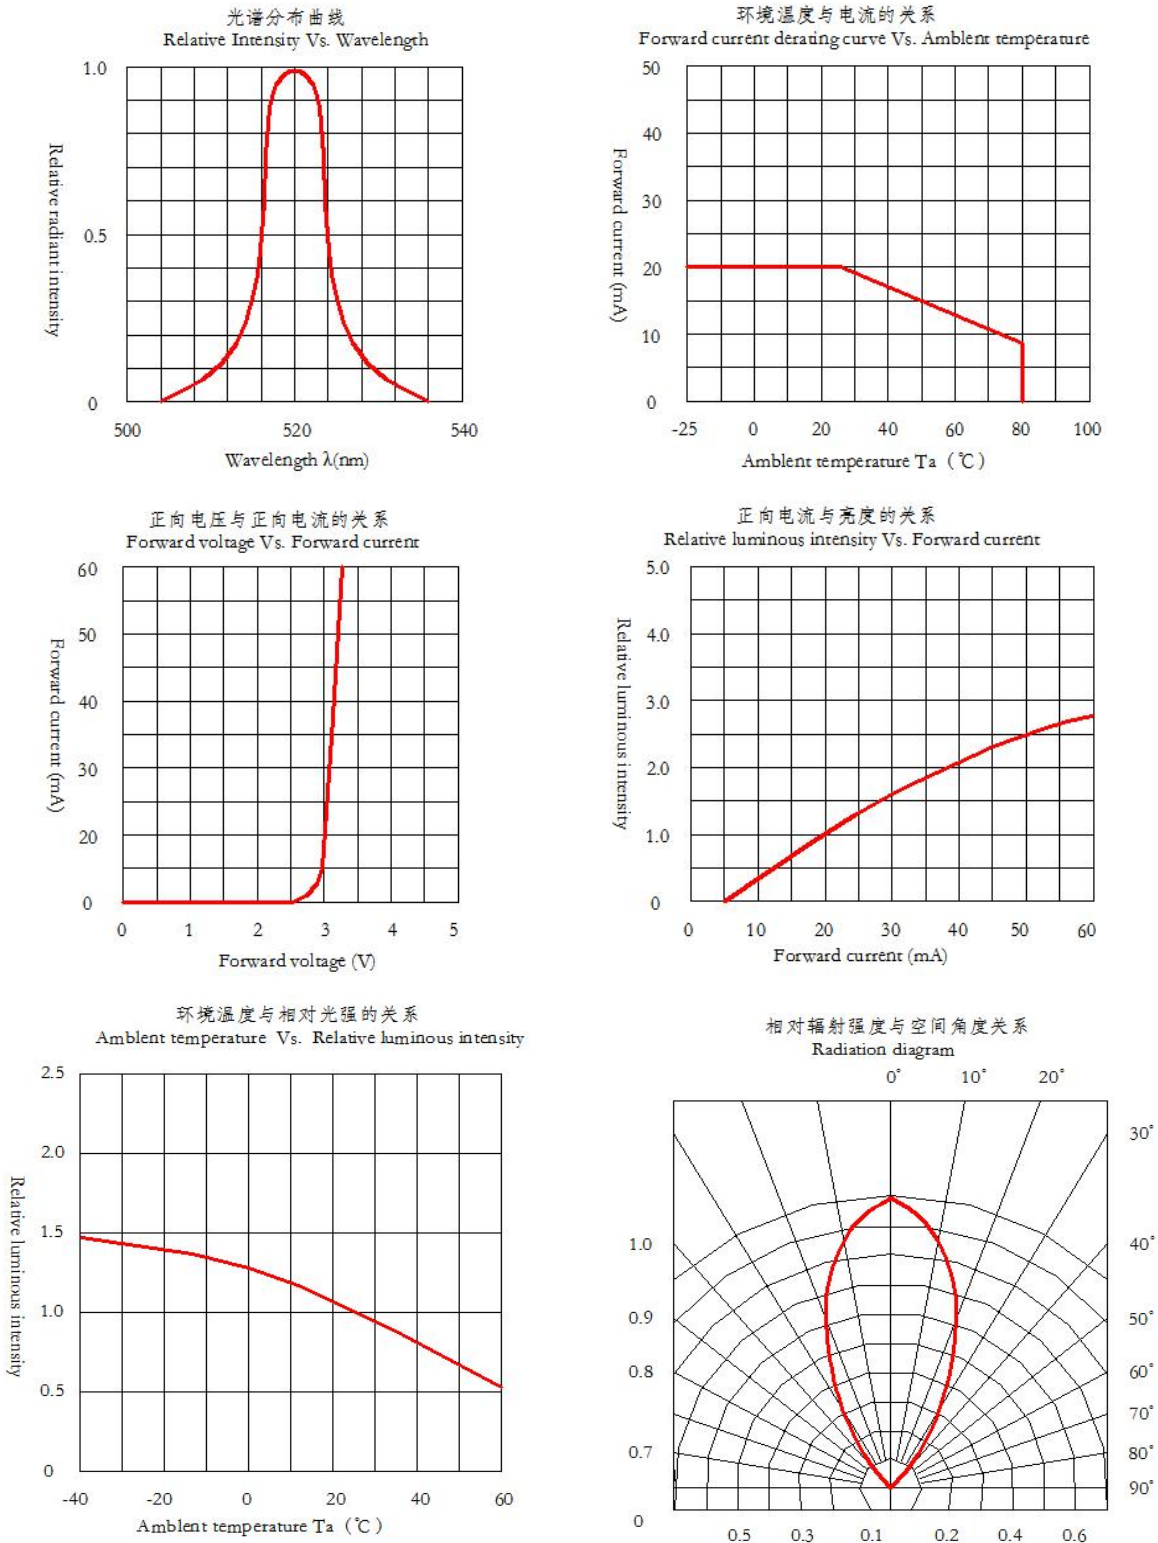 光谱分布曲线
Relative Intensity Vs. Wavelength
1.0
0.5
0
Relative radiant intensity
500 520 540
Wavelength λ(nm)
环境温度与电流的关系
Forward current derating curve Vs. Amblent temperature
50
40
30
20
10
0
Forward current (mA)
-25 0 20 40 60 80 100
Amblent temperature Ta（℃）
正向电压与正向电流的关系
Forward voltage Vs. Forward current
60
50
40
30
20
0
Forward current (mA)
0 1 2 3 4 5
Forward voltage (V)
正向电流与亮度的关系
Relative luminous intensity Vs. Forward current
5.0
4.0
3.0
2.0
1.0
0
Relative luminous intensity
0 10 20 30 40 50 60
Forward current (mA)
环境温度与相对光强的关系
Amblent temperature Vs. Relative luminous intensity
2.5
2.0
1.5
1.0
0.5
0
Relative luminous intensity
-40 -20 0 20 40 60
Amblent temperature Ta（℃）
相对辐射强度与空间角度关系
Radiation diagram
0° 10° 20°
30°
1.0 40°
0.9 50°
0.8 60°
70°
0.7 80°
90°
0
0.5 0.3 0.1 0.2 0.4 0.6